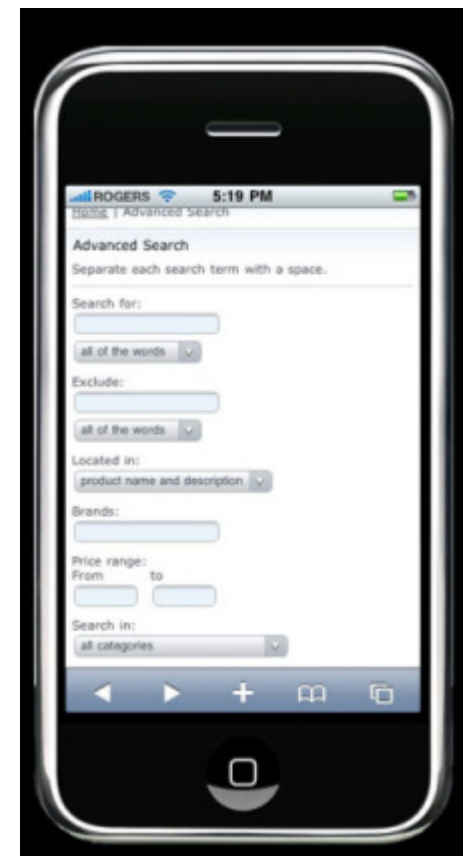 ROGERS 5:19 PM
Home | Advanced Search
Advanced Search
Separate each search term with a space.
Search for:
all of the words
Exclude:
all of the words
Located in:
product name and description
Brands:
Price range:
From to
Search in:
all categories